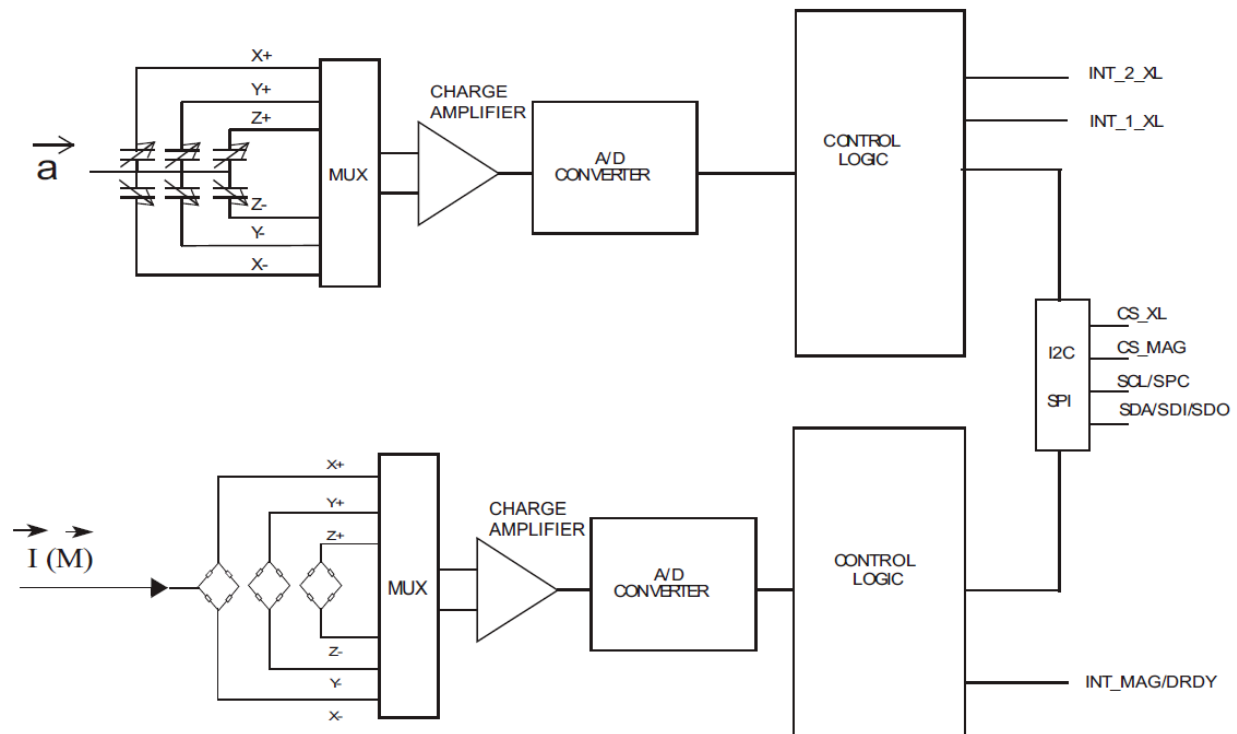 X+
Y+
Z+
a
Z-
Y-
X-
MUX
CHARGE
AMPLIFIER
A/D
CONVERTER
CONTROL
LOGIC
INT_2_XL
INT_1_XL
I2C
SPI
CS_XL
CS_MAG
SCL/SPC
SDA/SDI/SDO
X+
Y+
Z+
I (M)
Z-
Y-
X-
MUX
CHARGE
AMPLIFIER
A/D
CONVERTER
CONTROL
LOGIC
INT_MAG/DRDY